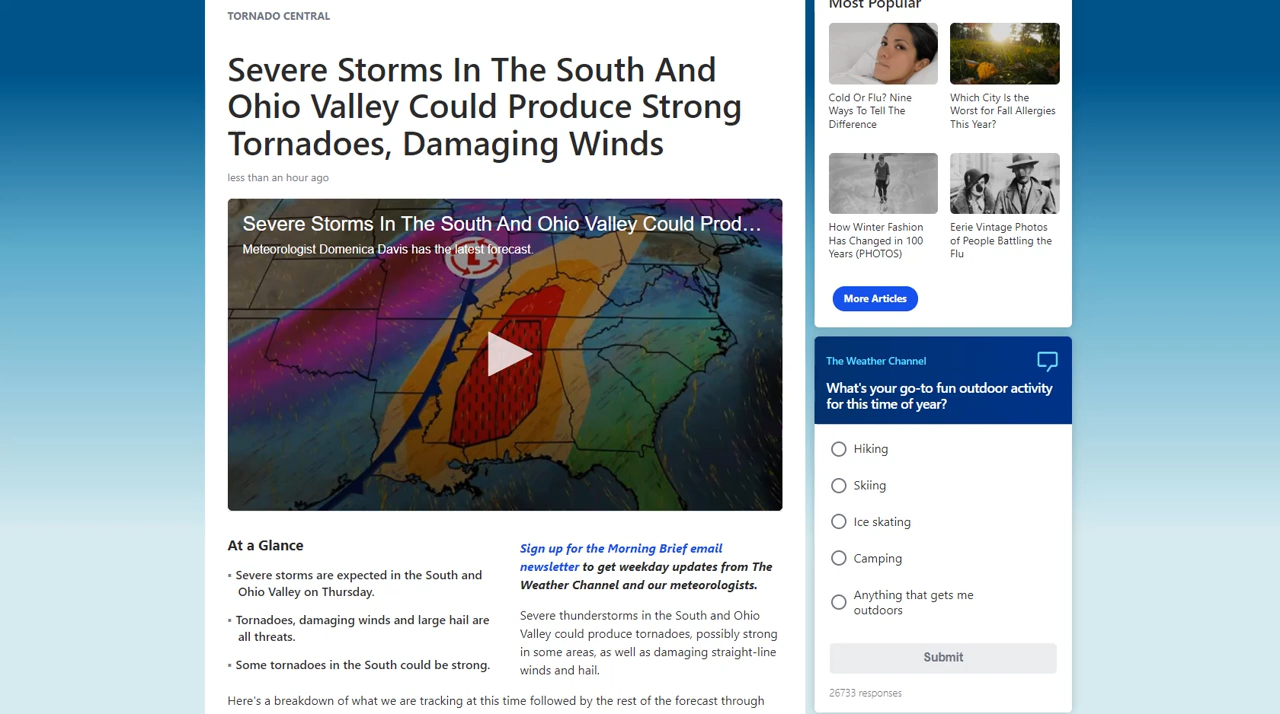 TORNADO CENTRAL
Severe Storms In The South And
Ohio Valley Could Produce Strong
Tornadoes, Damaging Winds
less than an hour ago
Severe Storms In The South And Ohio Valley Could Prod...
Meteorologist Domenica Davis has the latest forecast.
L
At a Glance
▪ Severe storms are expected in the South and
Ohio Valley on Thursday.
▪ Tornadoes, damaging winds and large hail are
all threats.
▪ Some tornadoes in the South could be strong.
Sign up for the Morning Brief email
newsletter to get weekday updates from The
Weather Channel and our meteorologists.
Severe thunderstorms in the South and Ohio
Valley could produce tornadoes, possibly strong
in some areas, as well as damaging straight-line
winds and hail.
Here's a breakdown of what we are tracking at this time followed by the rest of the forecast through
Most Popular
Cold Or Flu? Nine
Ways To Tell The
Difference
Which City Is the
Worst for Fall Allergies
This Year?
How Winter Fashion
Has Changed in 100
Years (PHOTOS)
Eerie Vintage Photos
of People Battling the
Flu
More Articles
The Weather Channel
What's your go-to fun outdoor activity
for this time of year?
Hiking
Skiing
Ice skating
Camping
Anything that gets me
outdoors
Submit
26733 responses